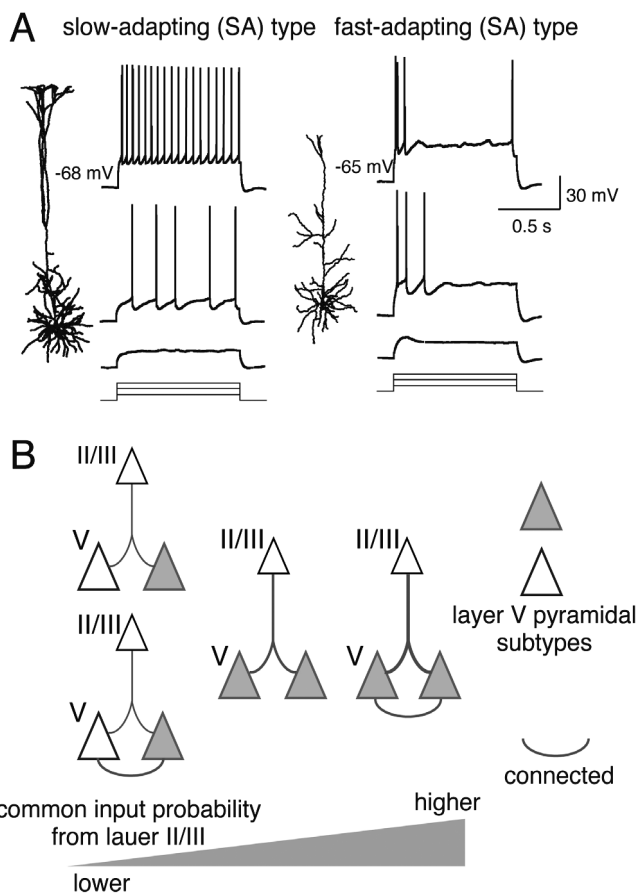 A
slow-adapting (SA) type
fast-adapting (SA) type
-68 mV
-65 mV
30 mV
0.5 s
B
II/III
V
II/III
V
II/III
V
II/III
V
layer V pyramidal
subtypes
connected
common input probability
from lauer II/III
higher
lower